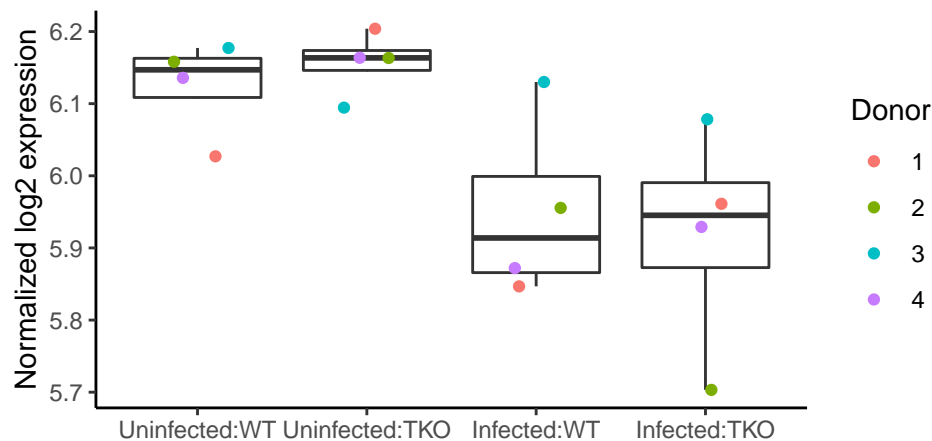 Normalized log2 expression
6.2
6.1
6.0
5.9
5.8
5.7
Uninfected:WT
Uninfected:TKO
Infected:WT
Infected:TKO
Donor
1
2
3
4